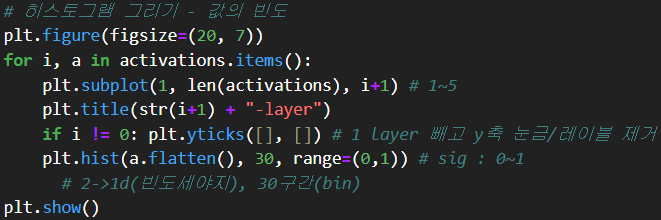 # 히스토그램 그리기 - 값의 빈도
plt.figure(figsize=(20, 7))
for i, a in activations.items():
    plt.subplot(1, len(activations), i+1) # 1~5
    plt.title(str(i+1) + "-layer")
    if i != 0: plt.yticks([], []) # 1 layer 빼고 y축 눈금/레이블 제거
    plt.hist(a.flatten(), 30, range=(0,1)) # sig : 0~1
      # 2->1d(빈도세야지), 30구간(bin)
plt.show()